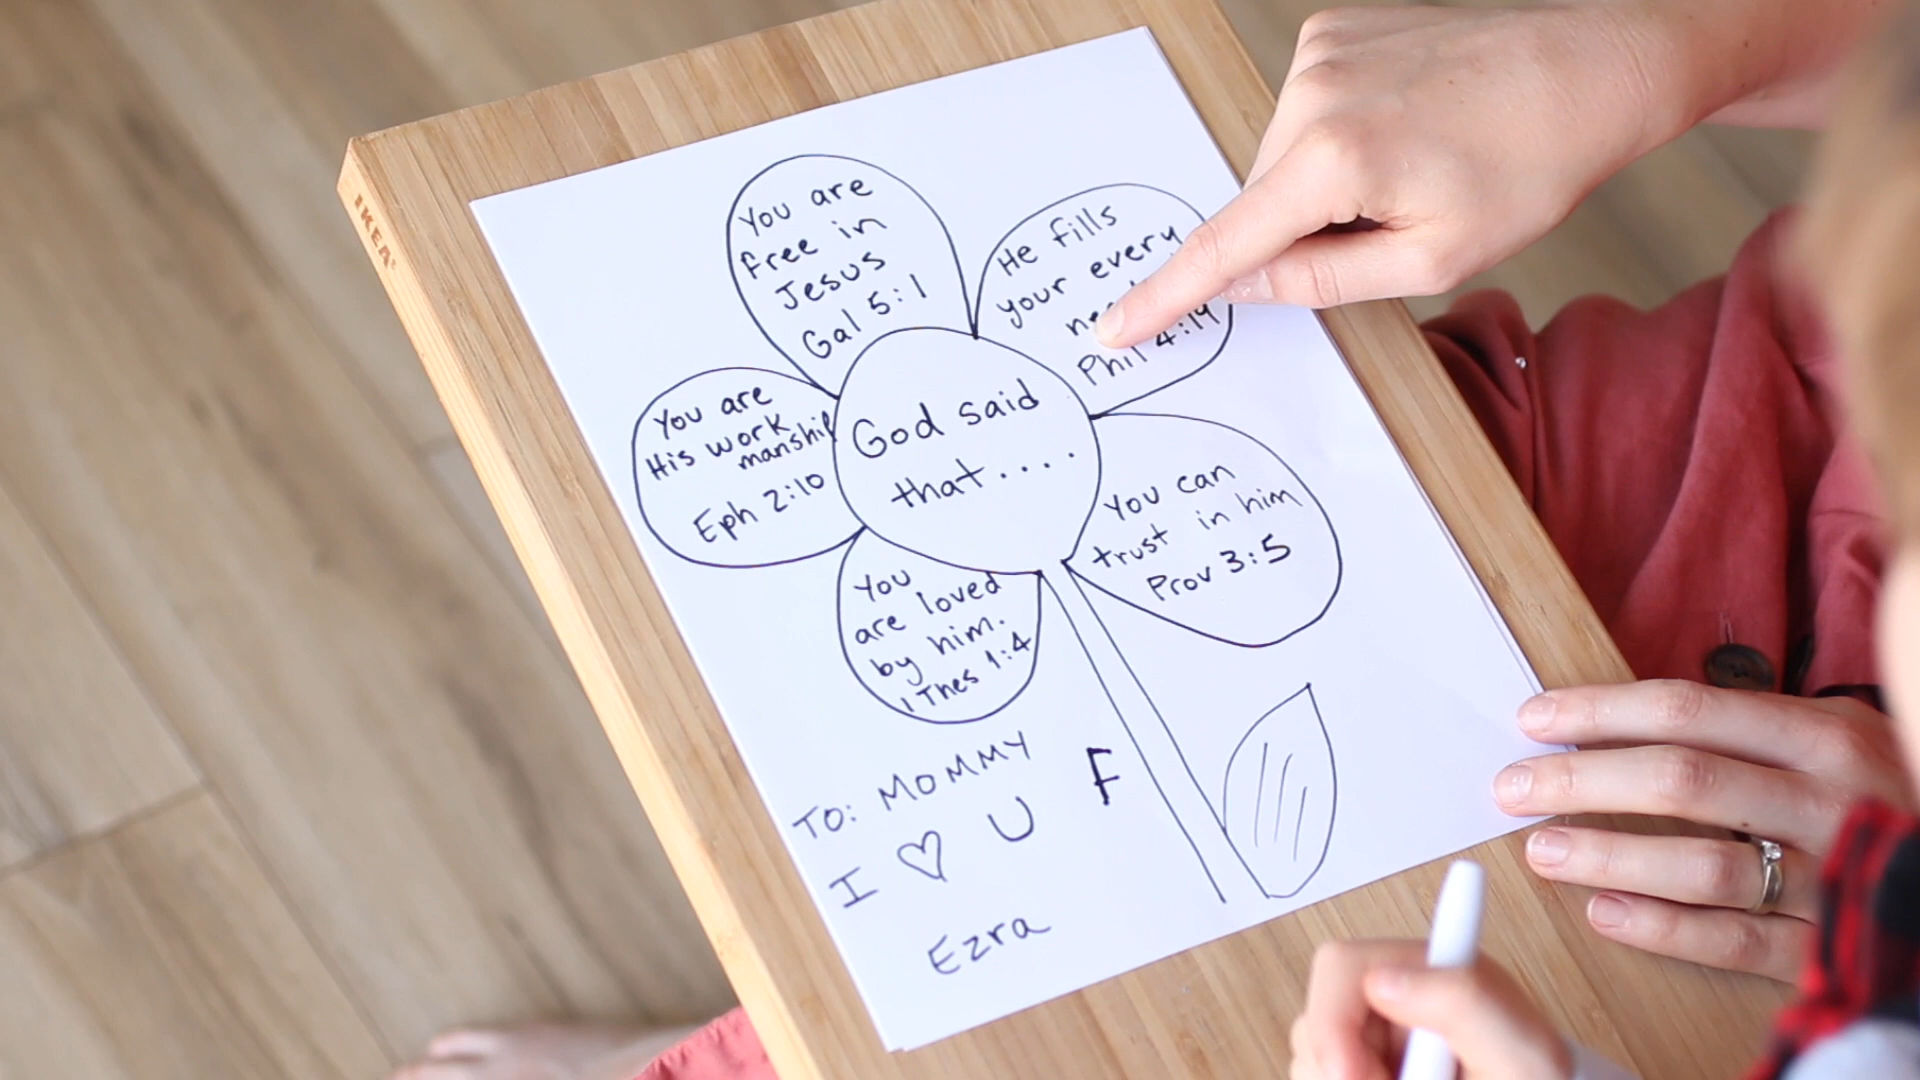 IKEA
You are
free in
Jesus
Gal 5:1
He fills
your every
Phil 4:19
You are
His work
manship
Eph 2:10
God said
that....
You can
trust in him
Prov 3:5
You
are loved
by him.
1 Thes 1:4
TO: MOMMY
I ♡ U F
Ezra